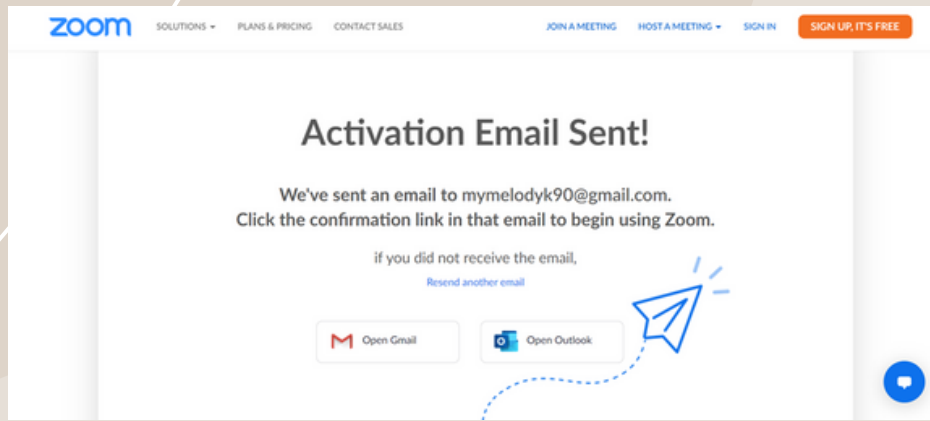 zoom SOLUTIONS PLANS & PRICING CONTACT SALES JOIN A MEETING HOST A MEETING SIGN IN SIGN UP, IT'S FREE
Activation Email Sent!
We've sent an email to mymelodyk90@gmail.com.
Click the confirmation link in that email to begin using Zoom.
if you did not receive the email,
Resend another email
Open Gmail Open Outlook